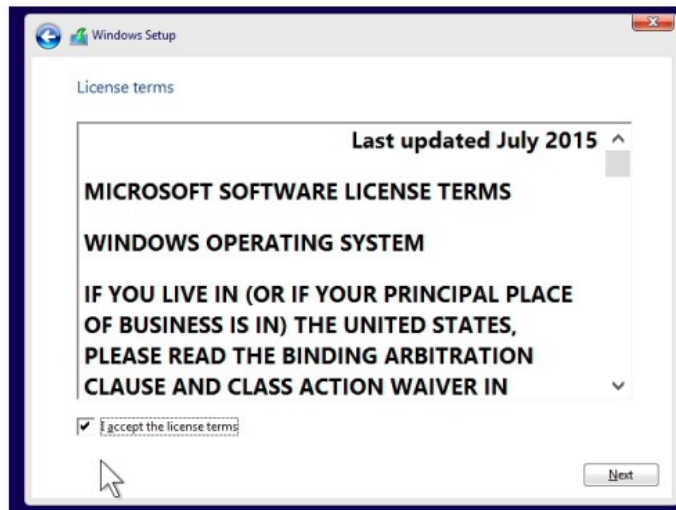 Windows Setup
License terms
Last updated July 2015
MICROSOFT SOFTWARE LICENSE TERMS
WINDOWS OPERATING SYSTEM
IF YOU LIVE IN (OR IF YOUR PRINCIPAL PLACE
OF BUSINESS IS IN) THE UNITED STATES,
PLEASE READ THE BINDING ARBITRATION
CLAUSE AND CLASS ACTION WAIVER IN
I accept the license terms
Next